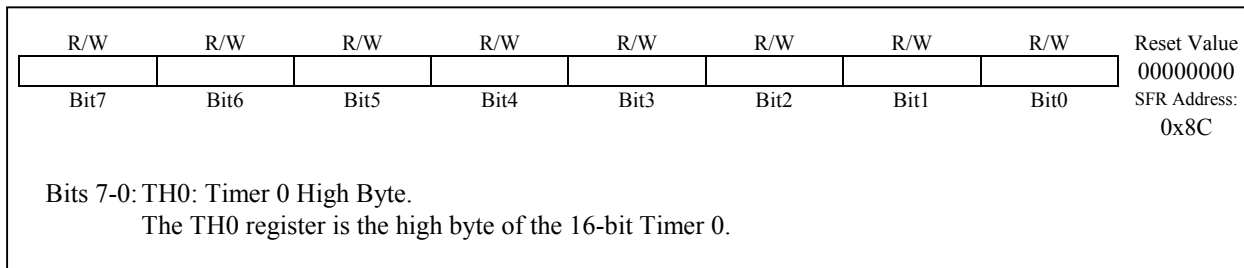 R/W R/W R/W R/W R/W R/W R/W R/W Reset Value
00000000
Bit7 Bit6 Bit5 Bit4 Bit3 Bit2 Bit1 Bit0 SFR Address:
0x8C
Bits 7-0: TH0: Timer 0 High Byte.
The TH0 register is the high byte of the 16-bit Timer 0.